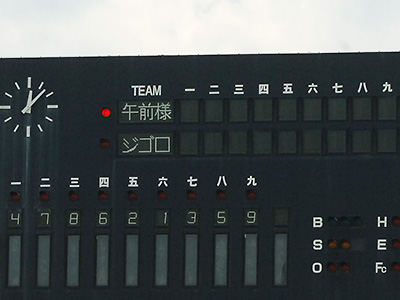 TEAM 一 二 三 四 五 六 七 八 九
午前様
ジゴロ
一 二 三 四 五 六 七 八 九
4 7 8 6 2 1 3 5 9
B H
S E
O Fc